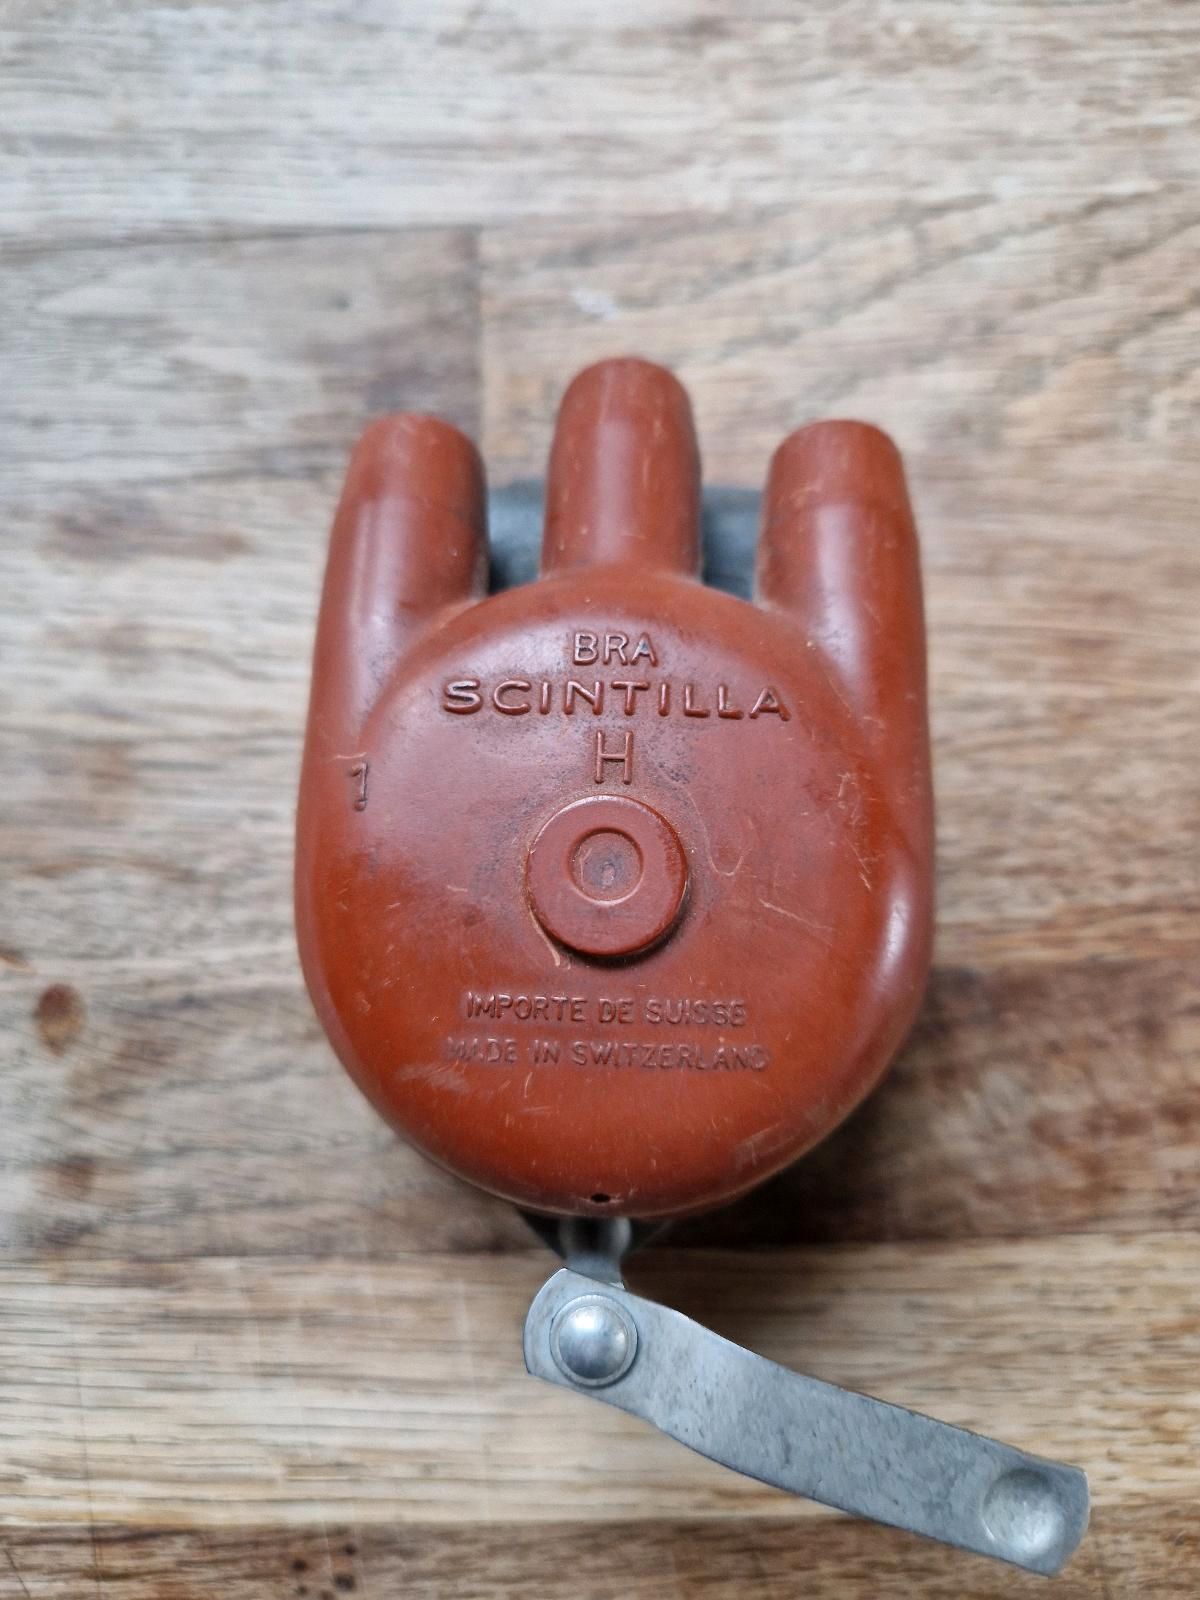 BRA
SCINTILLA
H
1
IMPORTE DE SUISSE
MADE IN SWITZERLAND